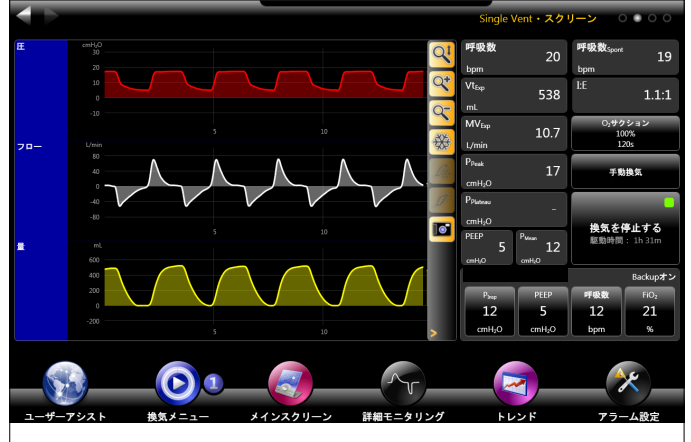 Single Vent・スクリーン
圧
cmH₂O
30
20
10
0
-10
5
10
フロー
L/min
80
40
0
-40
-80
量
mL
600
400
200
0
-200
5
10
呼吸数
20
bpm
呼吸数Spont
19
bpm
VtExp
538
mL
I:E
1.1:1
MVExp
10.7
L/min
O₂サクション
100%
120s
PPeak
17
cmH₂O
手動換気
PPlateau
-
cmH₂O
換気を停止する
駆動時間： 1h 31m
PEEP
5
cmH₂O
PMean
12
cmH₂O
Backupオン
PInsp
12
cmH₂O
PEEP
5
cmH₂O
呼吸数
12
bpm
FiO₂
21
%
1
ユーザーアシスト
換気メニュー
メインスクリーン
詳細モニタリング
トレンド
アラーム設定